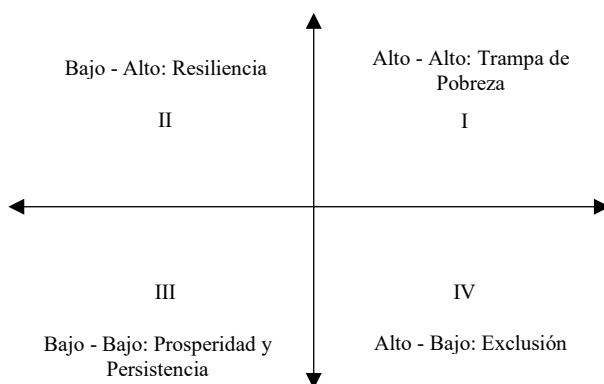 Bajo - Alto: Resiliencia
II
Alto - Alto: Trampa de
Pobreza
I
III
Bajo - Bajo: Prosperidad y
Persistencia
IV
Alto - Bajo: Exclusión